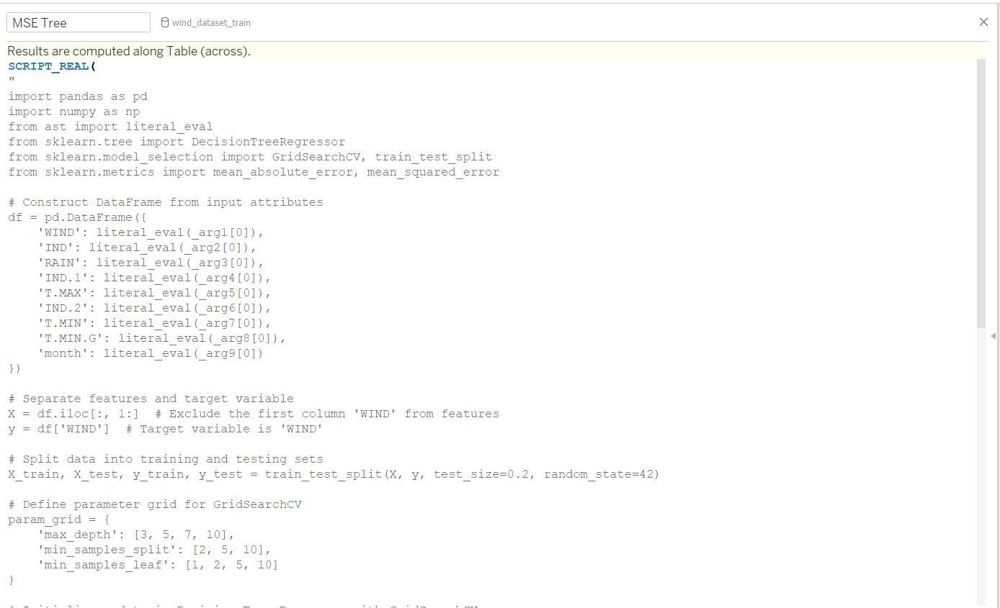 MSE Tree
wind_dataset_train
Results are computed along Table (across).
SCRIPT_REAL(
"
import pandas as pd
import numpy as np
from ast import literal_eval
from sklearn.tree import DecisionTreeRegressor
from sklearn.model_selection import GridSearchCV, train_test_split
from sklearn.metrics import mean_absolute_error, mean_squared_error

# Construct DataFrame from input attributes
df = pd.DataFrame({
    'WIND': literal_eval(_arg1[0]),
    'IND': literal_eval(_arg2[0]),
    'RAIN': literal_eval(_arg3[0]),
    'IND.1': literal_eval(_arg4[0]),
    'T.MAX': literal_eval(_arg5[0]),
    'IND.2': literal_eval(_arg6[0]),
    'T.MIN': literal_eval(_arg7[0]),
    'T.MIN.G': literal_eval(_arg8[0]),
    'month': literal_eval(_arg9[0])
})

# Separate features and target variable
X = df.iloc[:, 1:]  # Exclude the first column 'WIND' from features
y = df['WIND']  # Target variable is 'WIND'

# Split data into training and testing sets
X_train, X_test, y_train, y_test = train_test_split(X, y, test_size=0.2, random_state=42)

# Define parameter grid for GridSearchCV
param_grid = {
    'max_depth': [3, 5, 7, 10],
    'min_samples_split': [2, 5, 10],
    'min_samples_leaf': [1, 2, 5, 10]
}